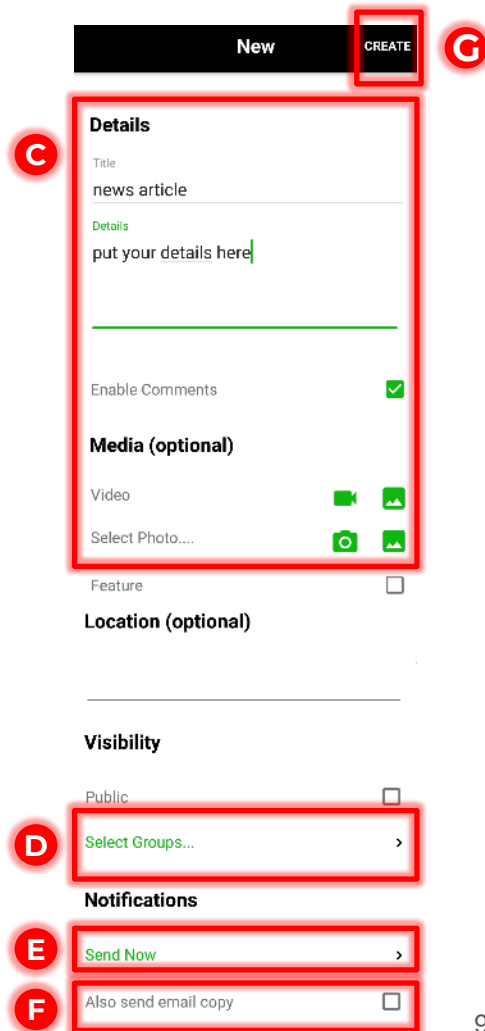 New CREATE G
C
Details
Title
news article
Details
put your details here
Enable Comments
Media (optional)
Video
Select Photo....
Feature
Location (optional)
Visibility
Public
D Select Groups...
Notifications
E Send Now
F Also send email copy